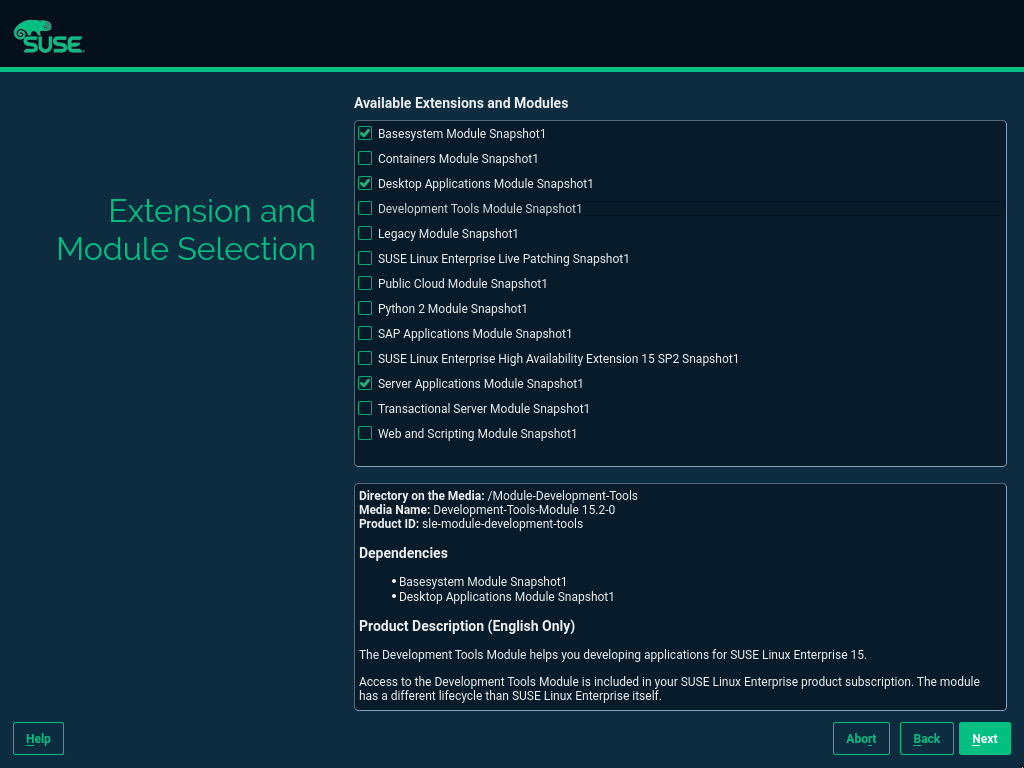 SUSE
Available Extensions and Modules
Basesystem Module Snapshot1
Containers Module Snapshot1
Desktop Applications Module Snapshot1
Extension and
Module Selection
Development Tools Module Snapshot1
Legacy Module Snapshot1
SUSE Linux Enterprise Live Patching Snapshot1
Public Cloud Module Snapshot1
Python 2 Module Snapshot1
SAP Applications Module Snapshot1
SUSE Linux Enterprise High Availability Extension 15 SP2 Snapshot1
Server Applications Module Snapshot1
Transactional Server Module Snapshot1
Web and Scripting Module Snapshot1
Directory on the Media: /Module-Development-Tools
Media Name: Development-Tools-Module 15.2-0
Product ID: sle-module-development-tools
Dependencies
• Basesystem Module Snapshot1
• Desktop Applications Module Snapshot1
Product Description (English Only)
The Development Tools Module helps you developing applications for SUSE Linux Enterprise 15.
Access to the Development Tools Module is included in your SUSE Linux Enterprise product subscription. The module
has a different lifecycle than SUSE Linux Enterprise itself.
Help
Abort
Back
Next